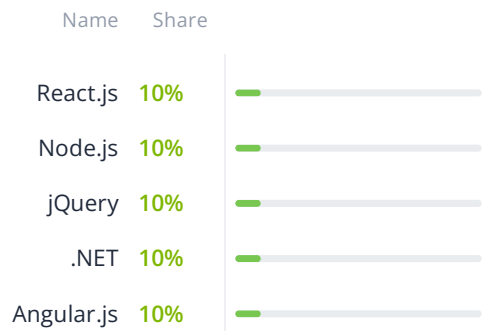 Name Share
React.js 10%
Node.js 10%
jQuery 10%
.NET 10%
Angular.js 10%